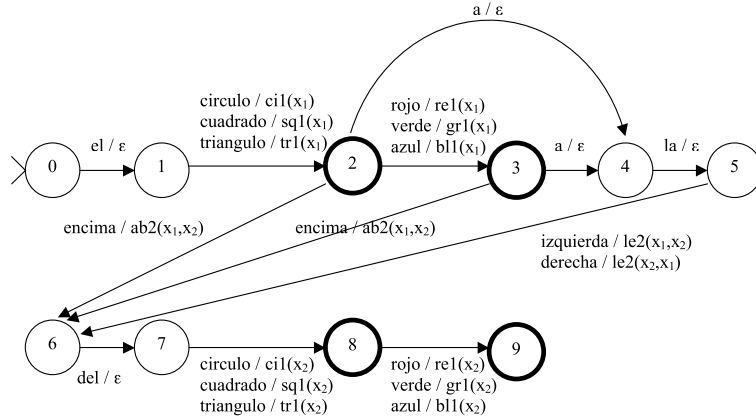 a / ε
circulo / ci1(x₁)
cuadrado / sq1(x₁)
triangulo / tr1(x₁)
rojo / re1(x₁)
verde / gr1(x₁)
azul / bl1(x₁)
el / ε
a / ε
la / ε
0
1
2
3
4
5
encima / ab2(x₁,x₂)
encima / ab2(x₁,x₂)
izquierda / le2(x₁,x₂)
derecha / le2(x₂,x₁)
6
7
8
9
del / ε
circulo / ci1(x₂)
cuadrado / sq1(x₂)
triangulo / tr1(x₂)
rojo / re1(x₂)
verde / gr1(x₂)
azul / bl1(x₂)